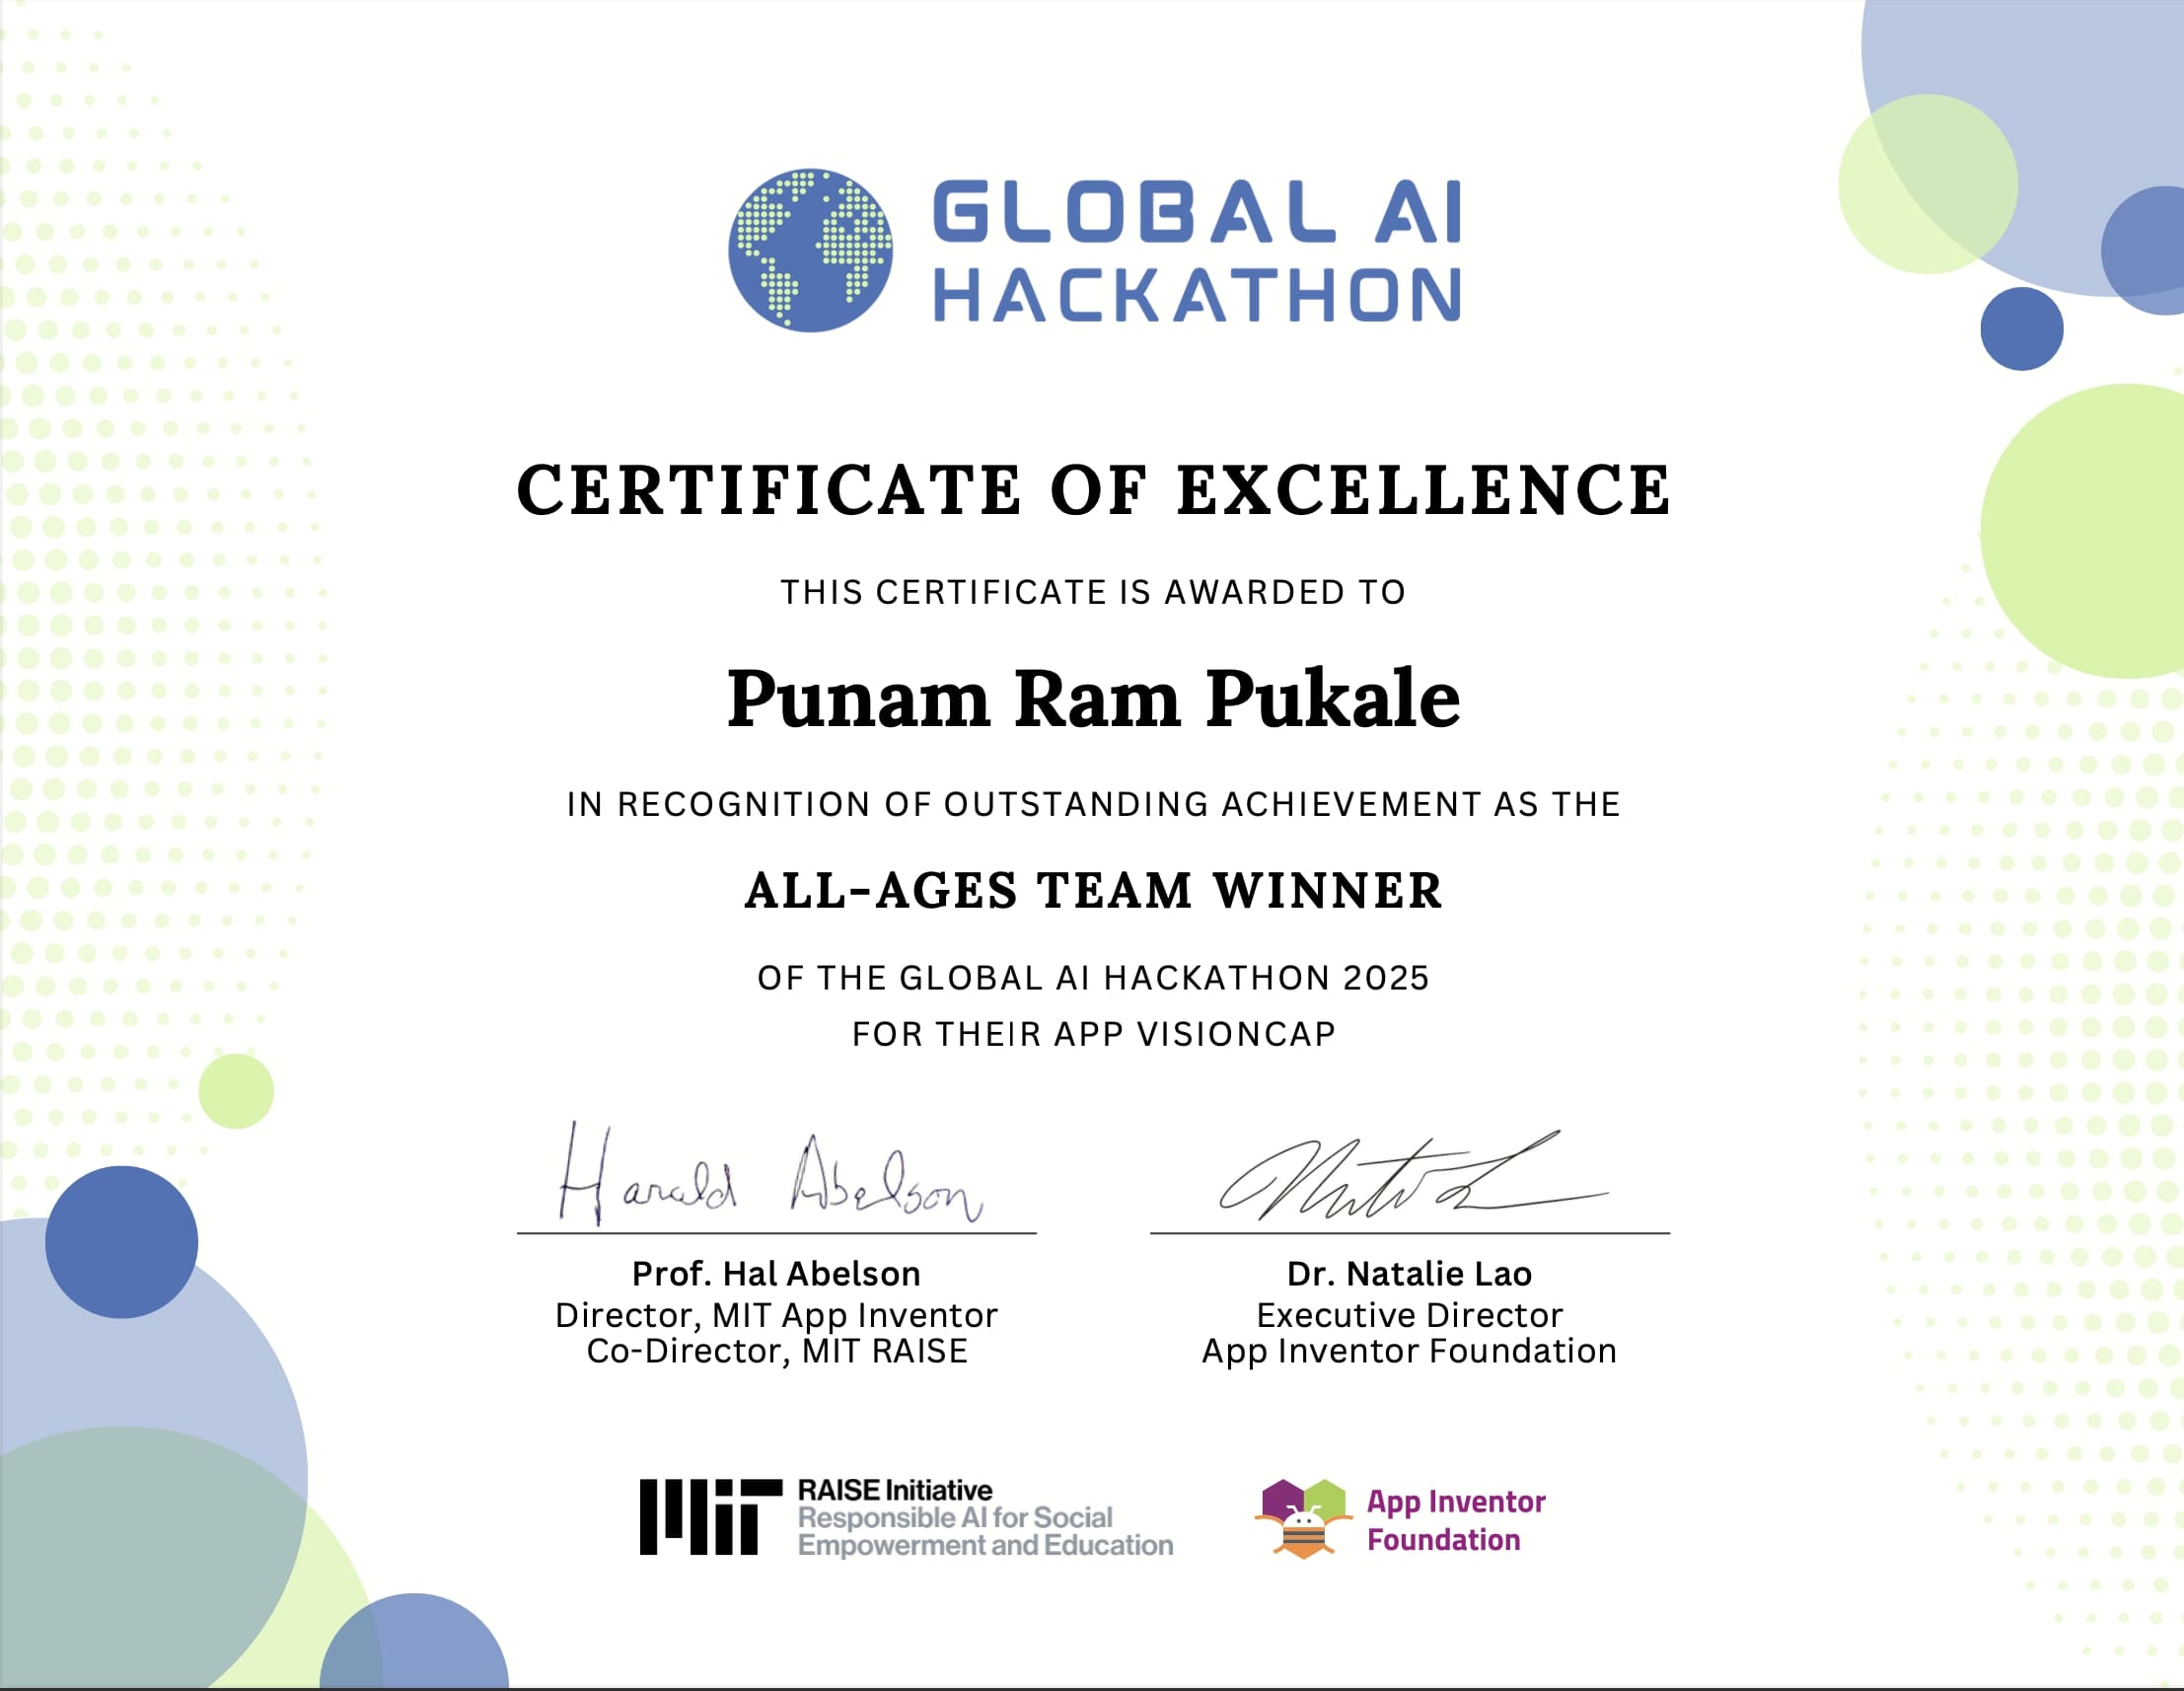 GLOBAL AI
HACKATHON
CERTIFICATE OF EXCELLENCE
THIS CERTIFICATE IS AWARDED TO
Punam Ram Pukale
IN RECOGNITION OF OUTSTANDING ACHIEVEMENT AS THE
ALL-AGES TEAM WINNER
OF THE GLOBAL AI HACKATHON 2025
FOR THEIR APP VISIONCAP
Harald Abelson
Prof. Hal Abelson
Director, MIT App Inventor
Co-Director, MIT RAISE
Dr. Natalie Lao
Executive Director
App Inventor Foundation
MIT
RAISE Initiative
Responsible AI for Social
Empowerment and Education
App Inventor
Foundation